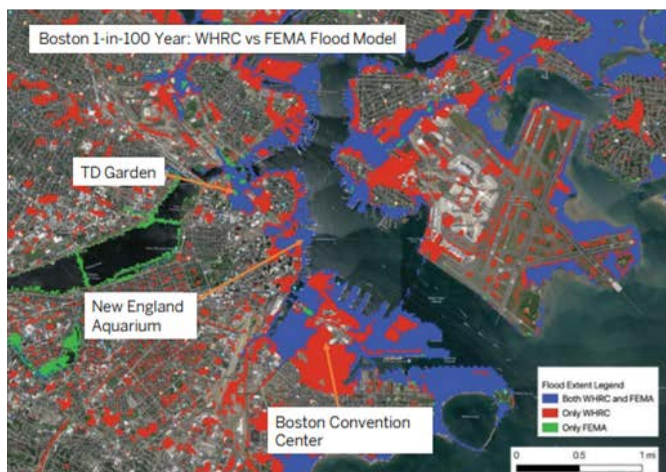 Boston 1-in-100 Year: WHRC vs FEMA Flood Model
TD Garden
New England
Aquarium
Boston Convention
Center
Flood Extent Legend
Both WHRC and FEMA
Only WHRC
Only FEMA
0 0.5 1 mi